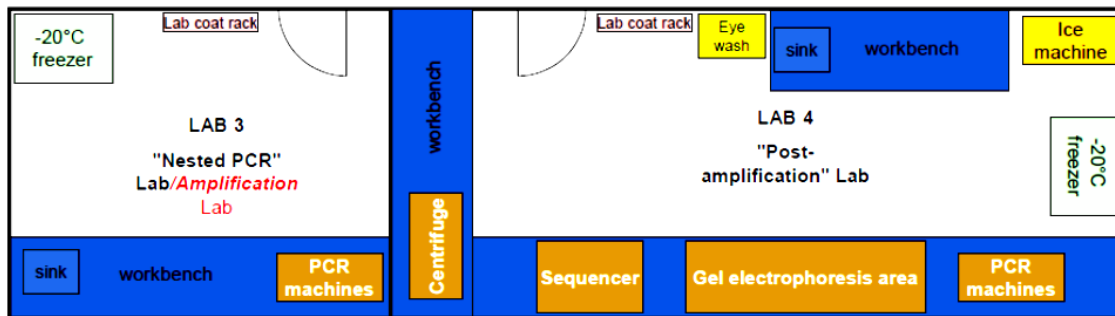 -20°C
freezer
Lab coat rack
LAB 3
"Nested PCR"
Lab/Amplification
Lab
sink
workbench
PCR
machines
workbench
Centrifuge
Lab coat rack
Eye
wash
sink
workbench
Ice
machine
LAB 4
"Post-
amplification" Lab
-20°C
freezer
Sequencer
Gel electrophoresis area
PCR
machines